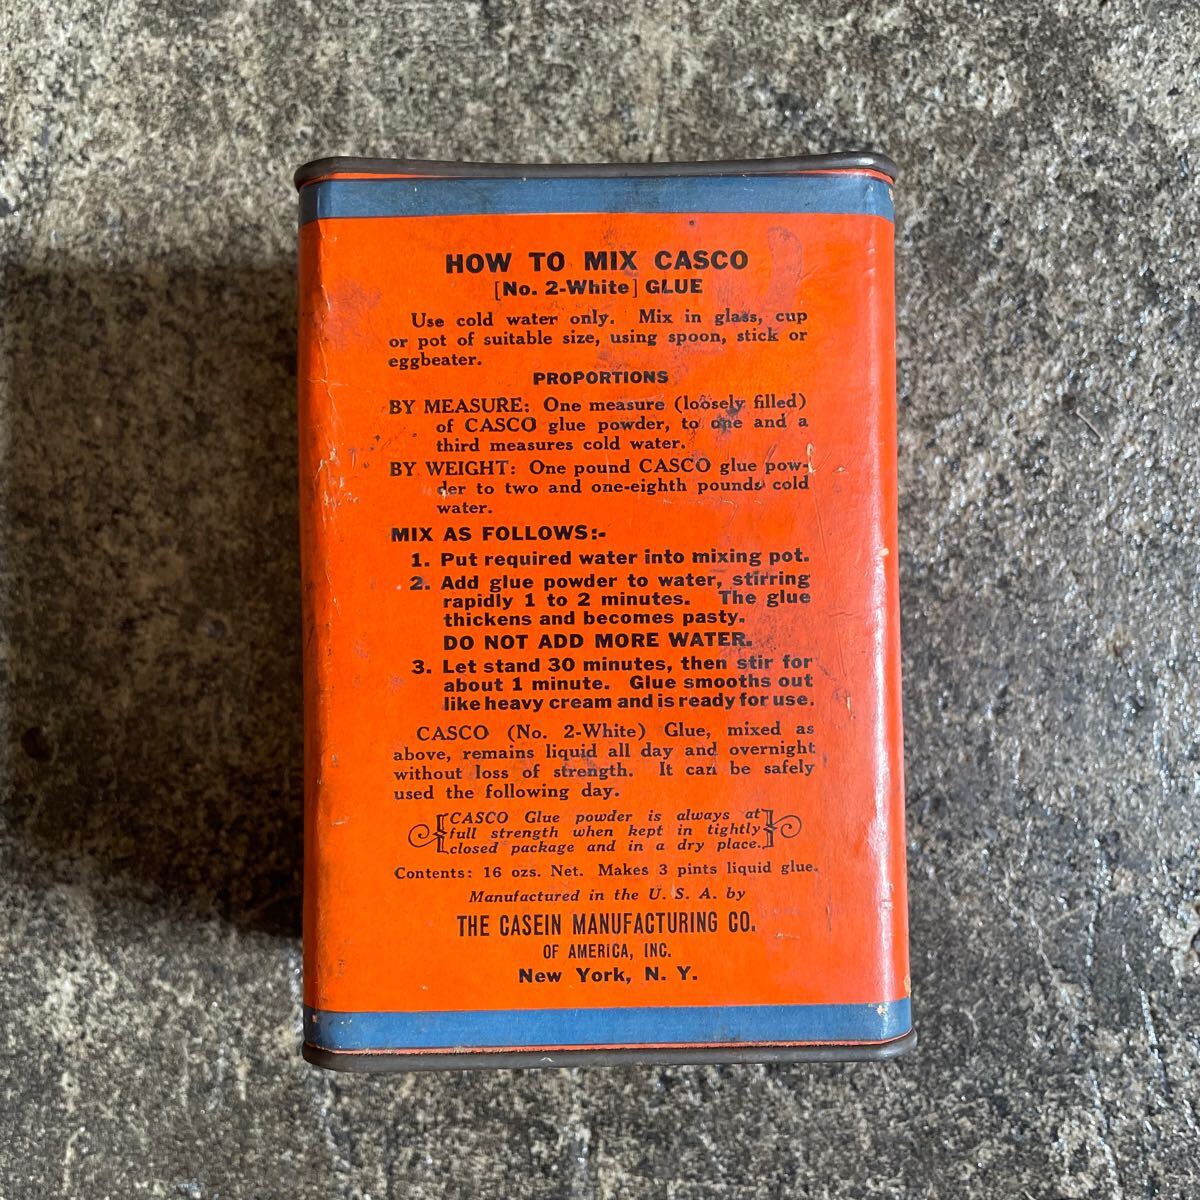 HOW TO MIX CASCO
[No. 2-White] GLUE
Use cold water only. Mix in glass, cup
or pot of suitable size, using spoon, stick or
eggbeater.
PROPORTIONS
BY MEASURE: One measure (loosely filled)
of CASCO glue powder, to one and a
third measures cold water.
BY WEIGHT: One pound CASCO glue pow-
der to two and one-eighth pounds cold
water.
MIX AS FOLLOWS:-
1. Put required water into mixing pot.
2. Add glue powder to water, stirring
rapidly 1 to 2 minutes. The glue
thickens and becomes pasty.
DO NOT ADD MORE WATER.
3. Let stand 30 minutes, then stir for
about 1 minute. Glue smooths out
like heavy cream and is ready for use.
CASCO (No. 2-White) Glue, mixed as
above, remains liquid all day and overnight
without loss of strength. It can be safely
used the following day.
CASCO Glue powder is always at
full strength when kept in tightly
closed package and in a dry place.
Contents: 16 ozs. Net. Makes 3 pints liquid glue.
Manufactured in the U. S. A. by
THE CASEIN MANUFACTURING CO.
OF AMERICA, INC.
New York, N. Y.